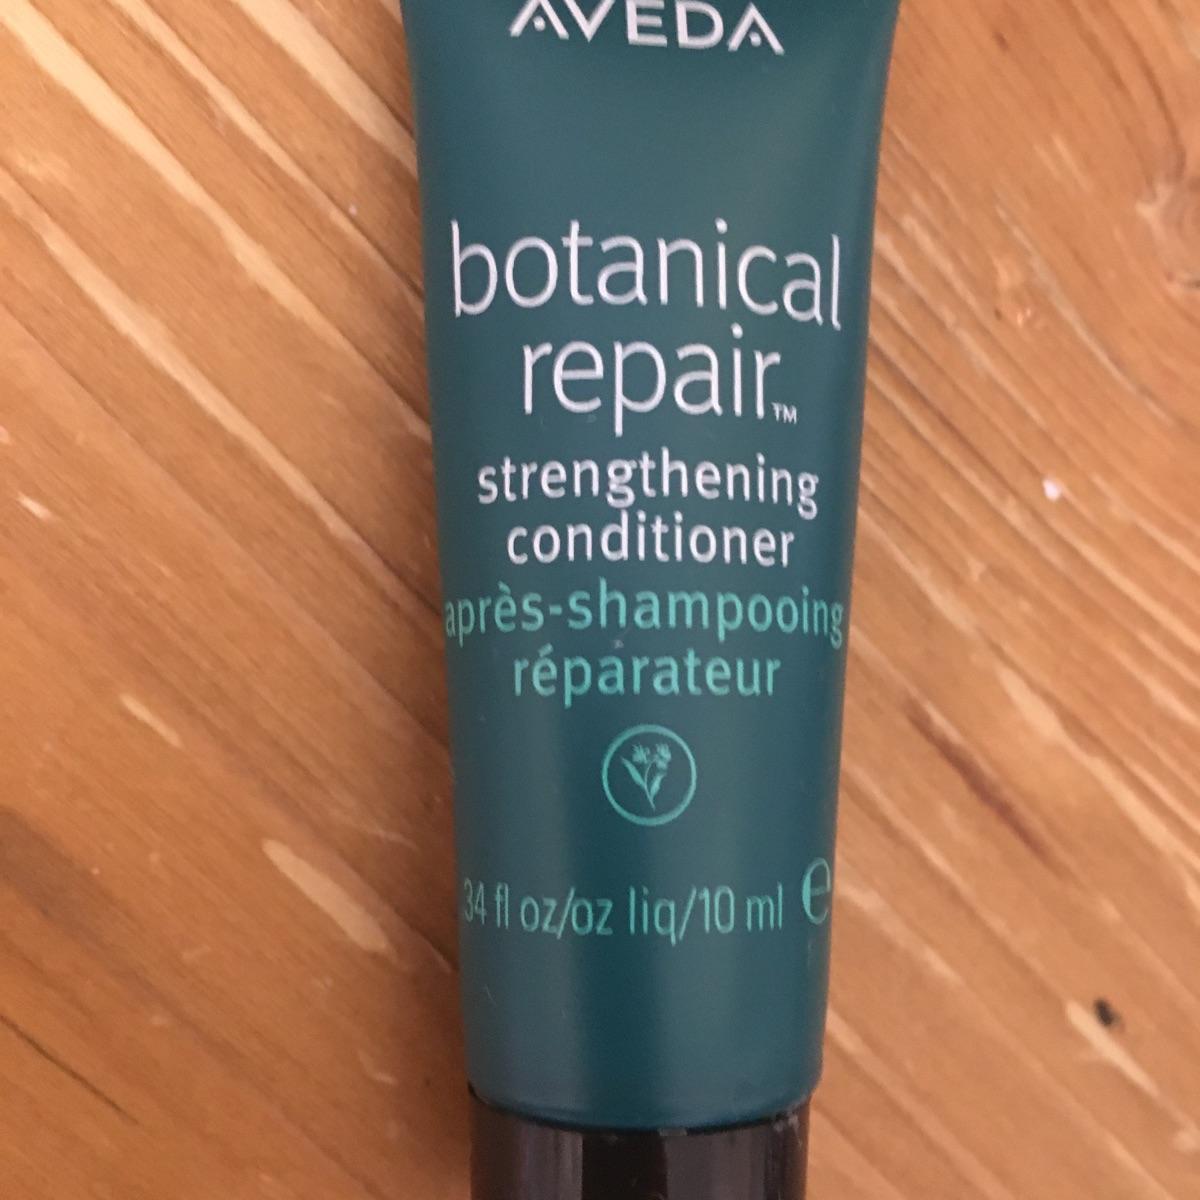 AVEDA
botanical
repair™
strengthening
conditioner
après-shampooing
réparateur
34 fl oz/oz liq/10 ml ℮